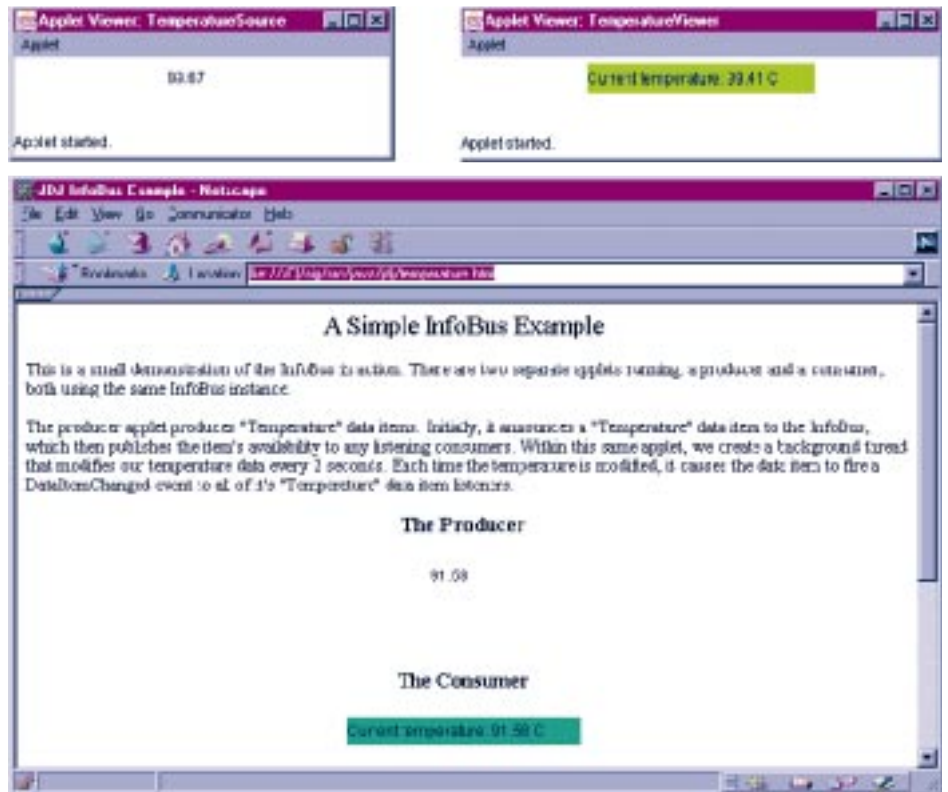 Applet Viewer: TemperatureSource
Applet
93.67
Applet started.
Applet Viewer: TemperatureViewer
Applet
Current temperature: 39.41 C
Applet started.
JDJ InfoBus Example - Netscape
File Edit View Go Communicator Help
Bookmarks Location
A Simple InfoBus Example
This is a small demonstration of the InfoBus in action. There are two separate applets running, a producer and a consumer,
both using the same InfoBus instance.
The producer applet produces "Temperature" data items. Initially, it announces a "Temperature" data item to the InfoBus,
which then publishes the item's availability to any listening consumers. Within this same applet, we create a background thread
that modifies our temperature data every seconds. Each time the temperature is modified, it causes the data item to fire a
DataItemChanged event to all of it's "Temperature" data item listeners.
The Producer
91.58
The Consumer
Current temperature: 91.58 C